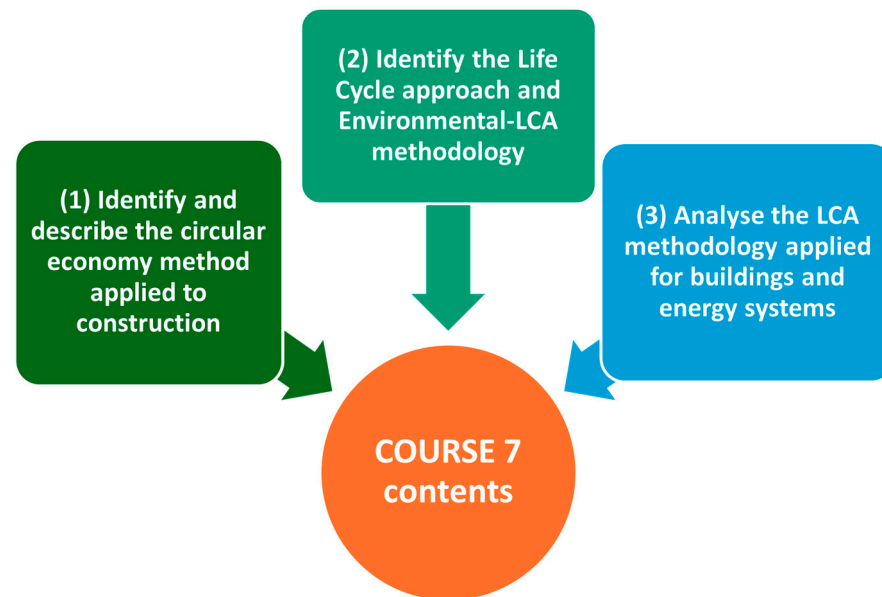 (1) Identify and
describe the circular
economy method
applied to
construction
(2) Identify the Life
Cycle approach and
Environmental-LCA
methodology
(3) Analyse the LCA
methodology applied
for buildings and
energy systems
COURSE 7
contents